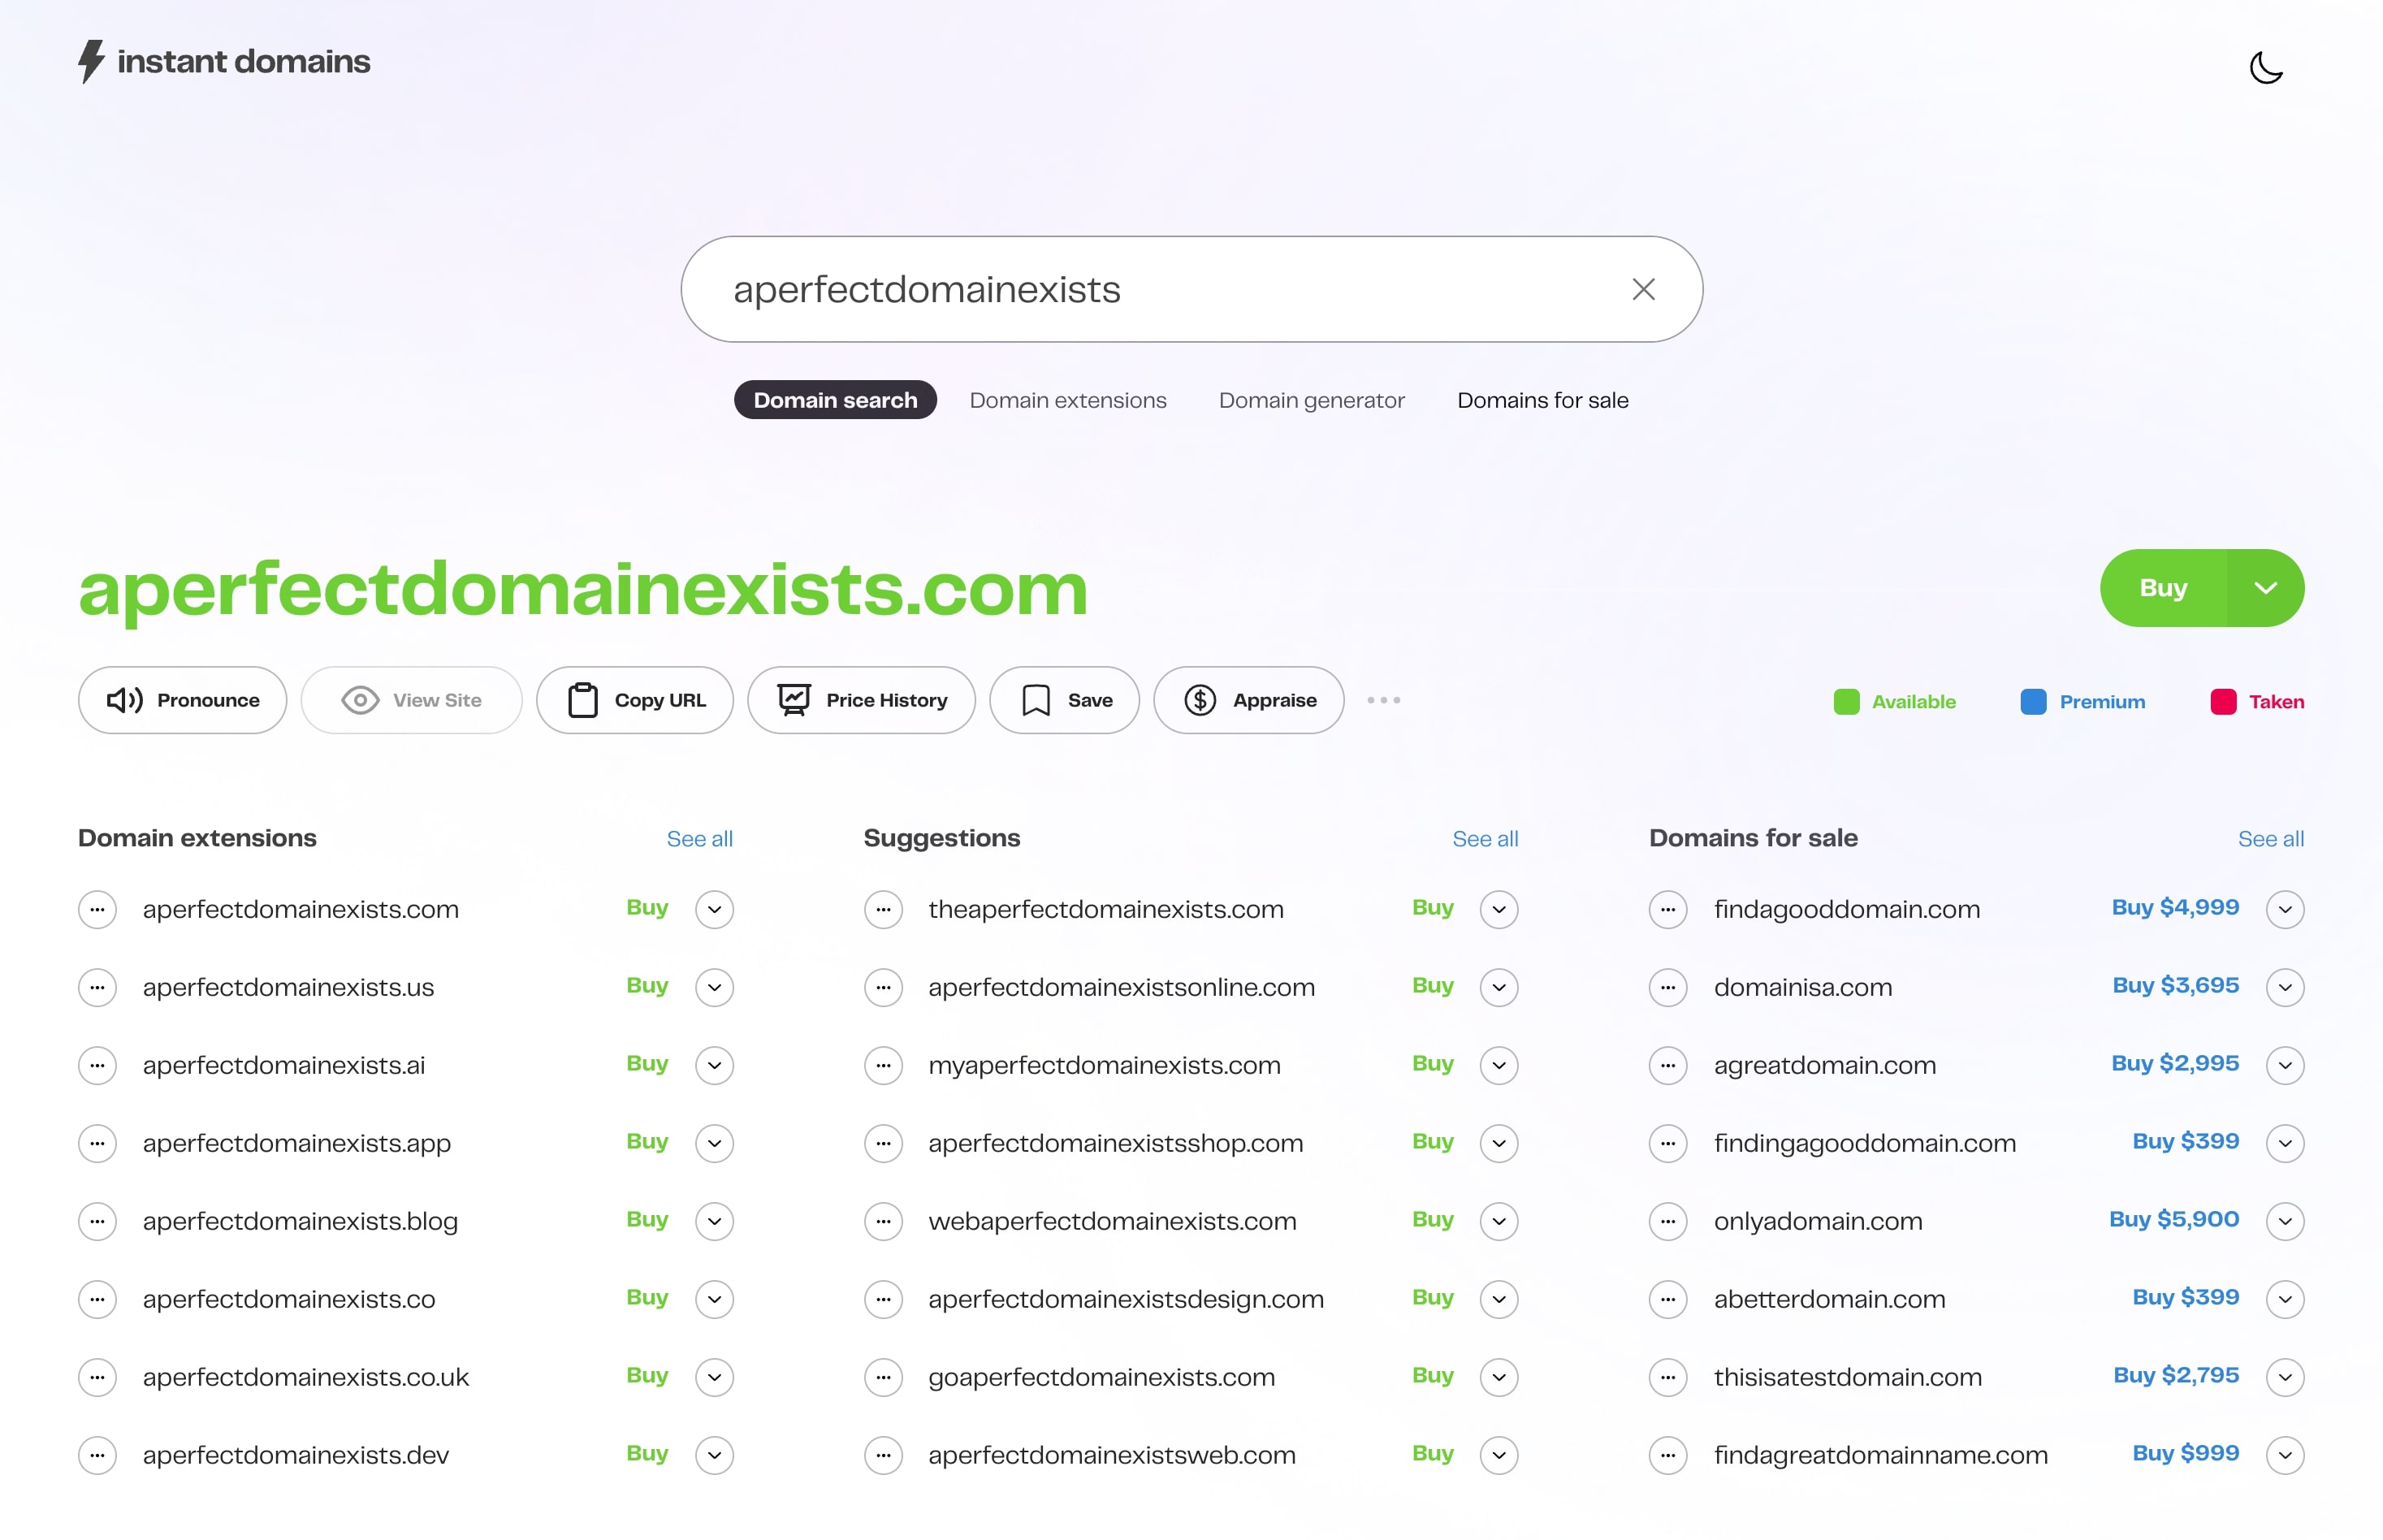 instant domains
aperfectdomainexists
Domain search Domain extensions Domain generator Domains for sale
aperfectdomainexists.com Buy
Pronounce View Site Copy URL Price History Save Appraise
Available Premium Taken
Domain extensions See all
aperfectdomainexists.com Buy
aperfectdomainexists.us Buy
aperfectdomainexists.ai Buy
aperfectdomainexists.app Buy
aperfectdomainexists.blog Buy
aperfectdomainexists.co Buy
aperfectdomainexists.co.uk Buy
aperfectdomainexists.dev Buy
Suggestions See all
theaperfectdomainexists.com Buy
aperfectdomainexistsonline.com Buy
myaperfectdomainexists.com Buy
aperfectdomainexistsshop.com Buy
webaperfectdomainexists.com Buy
aperfectdomainexistsdesign.com Buy
goaperfectdomainexists.com Buy
aperfectdomainexistsweb.com Buy
Domains for sale See all
findagooddomain.com Buy $4,999
domainisa.com Buy $3,695
agreatdomain.com Buy $2,995
findingagooddomain.com Buy $399
onlyadomain.com Buy $5,900
abetterdomain.com Buy $399
thisisatestdomain.com Buy $2,795
findagreatdomainname.com Buy $999